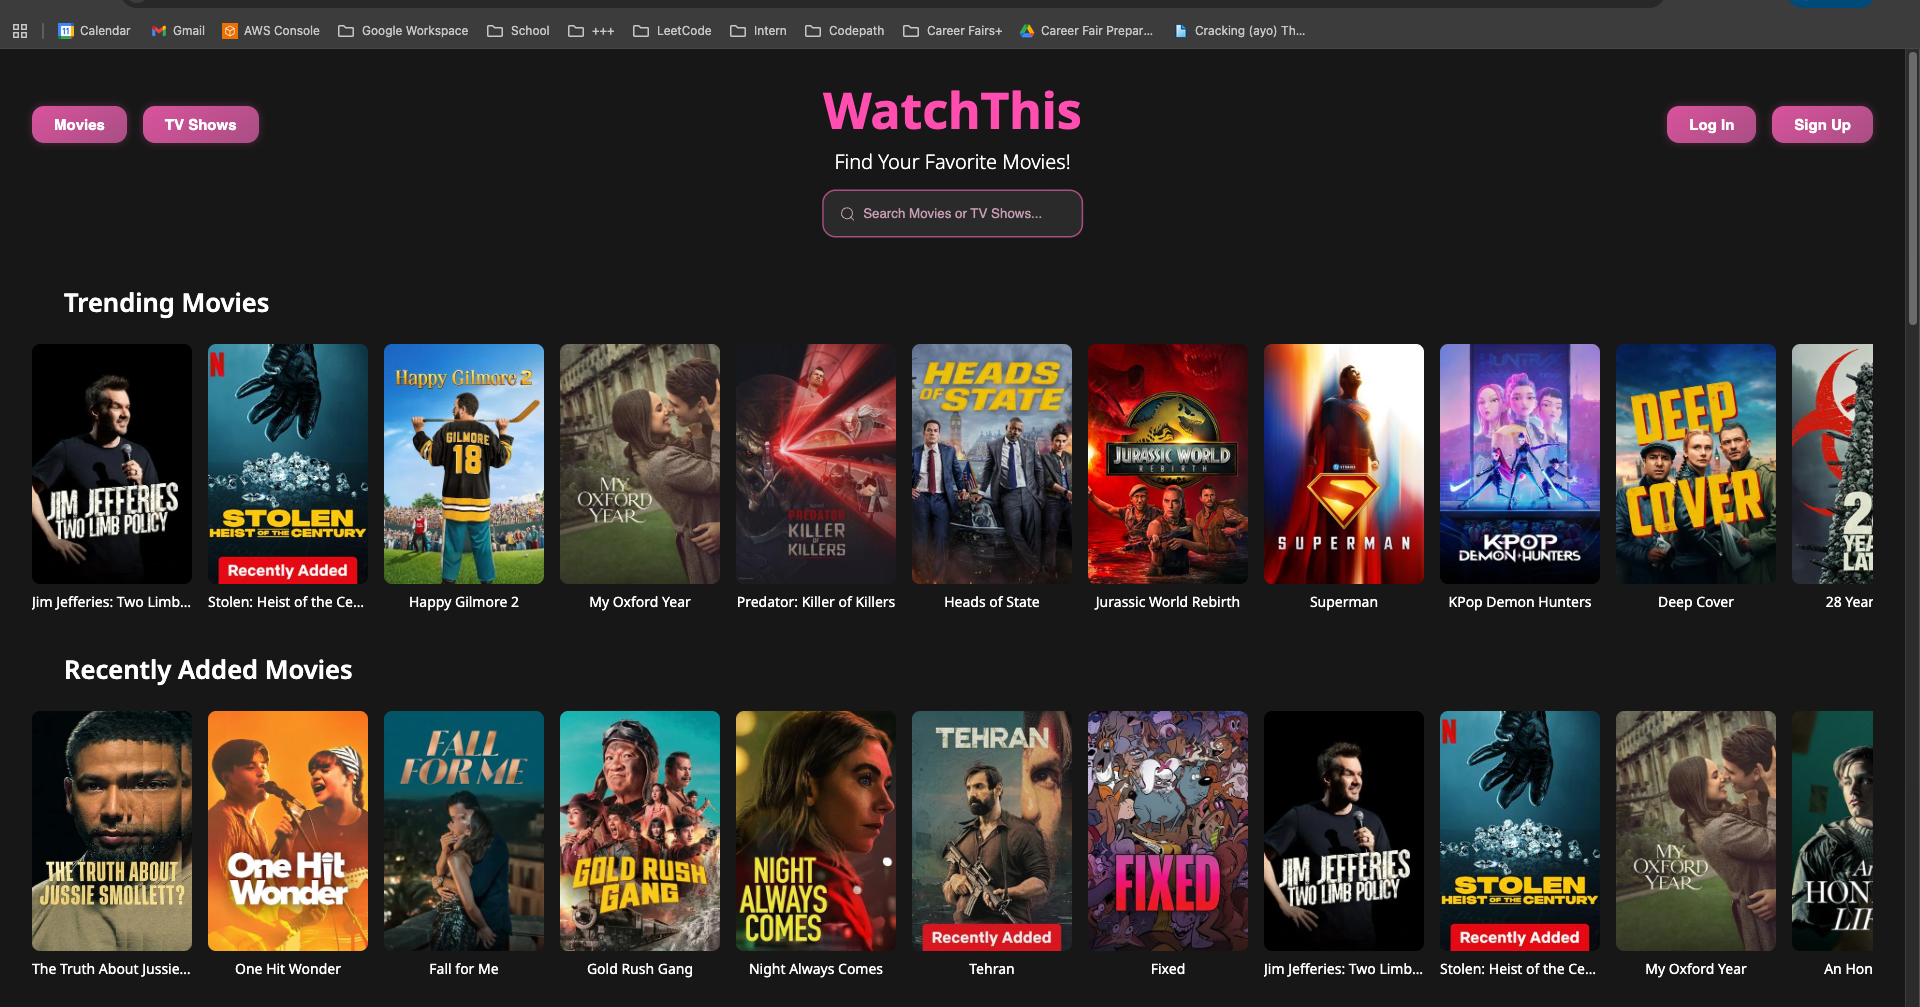 Calendar
Gmail
AWS Console
Google Workspace
School
+++
LeetCode
Intern
Codepath
Career Fairs+
Career Fair Prepar...
Cracking (ayo) Th...
Movies
TV Shows
WatchThis
Log In
Sign Up
Find Your Favorite Movies!
Search Movies or TV Shows...
Trending Movies
JIM JEFFERIES
TWO LIMB POLICY
N
STOLEN
HEIST OF THE CENTURY
Recently Added
Happy Gilmore 2
GILMORE
18
MY
OXFORD
YEAR
PREDATOR
KILLER
OF
KILLERS
HEADS
OF STATE
JURASSIC WORLD
REBIRTH
SUPERMAN
HUNTR/X
KPOP
DEMON HUNTERS
DEEP
COVER
2
YEA
LAT
Jim Jefferies: Two Limb...
Stolen: Heist of the Ce...
Happy Gilmore 2
My Oxford Year
Predator: Killer of Killers
Heads of State
Jurassic World Rebirth
Superman
KPop Demon Hunters
Deep Cover
28 Year
Recently Added Movies
THE TRUTH ABOUT
JUSSIE SMOLLETT?
One Hit
Wonder
FALL
FOR ME
GOLD RUSH
GANG
NIGHT
ALWAYS
COMES
TEHRAN
Recently Added
FIXED
JIM JEFFERIES
TWO LIMB POLICY
N
STOLEN
HEIST OF THE CENTURY
Recently Added
MY
OXFORD
YEAR
An
HON
LIF
The Truth About Jussie...
One Hit Wonder
Fall for Me
Gold Rush Gang
Night Always Comes
Tehran
Fixed
Jim Jefferies: Two Limb...
Stolen: Heist of the Ce...
My Oxford Year
An Hon